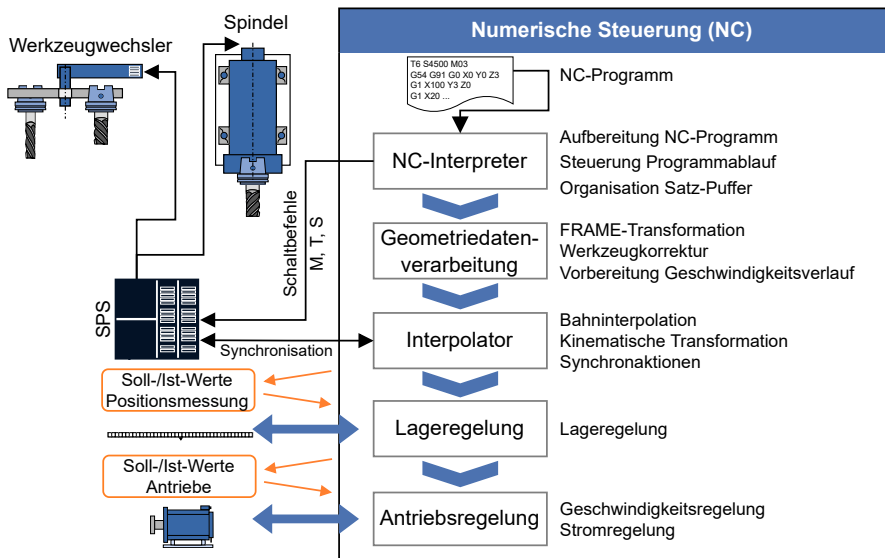 Numerische Steuerung (NC)
Spindel
Werkzeugwechsler
T6 S4500 M03
G54 G91 G0 X0 Y0 Z3
G1 X100 Y3 Z0
G1 X20 ...
NC-Programm
NC-Interpreter
Aufbereitung NC-Programm
Steuerung Programmablauf
Organisation Satz-Puffer
Schaltbefehle
M, T, S
Geometriedaten-
verarbeitung
FRAME-Transformation
Werkzeugkorrektur
Vorbereitung Geschwindigkeitsverlauf
SPS
Synchronisation
Interpolator
Bahninterpolation
Kinematische Transformation
Synchronaktionen
Soll-/Ist-Werte
Positionsmessung
Lageregelung
Lageregelung
Soll-/Ist-Werte
Antriebe
Antriebsregelung
Geschwindigkeitsregelung
Stromregelung